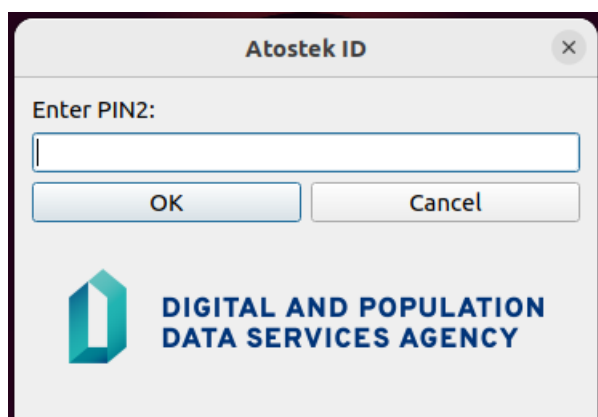 Atostek ID
Enter PIN2:
OK Cancel
DIGITAL AND POPULATION
DATA SERVICES AGENCY